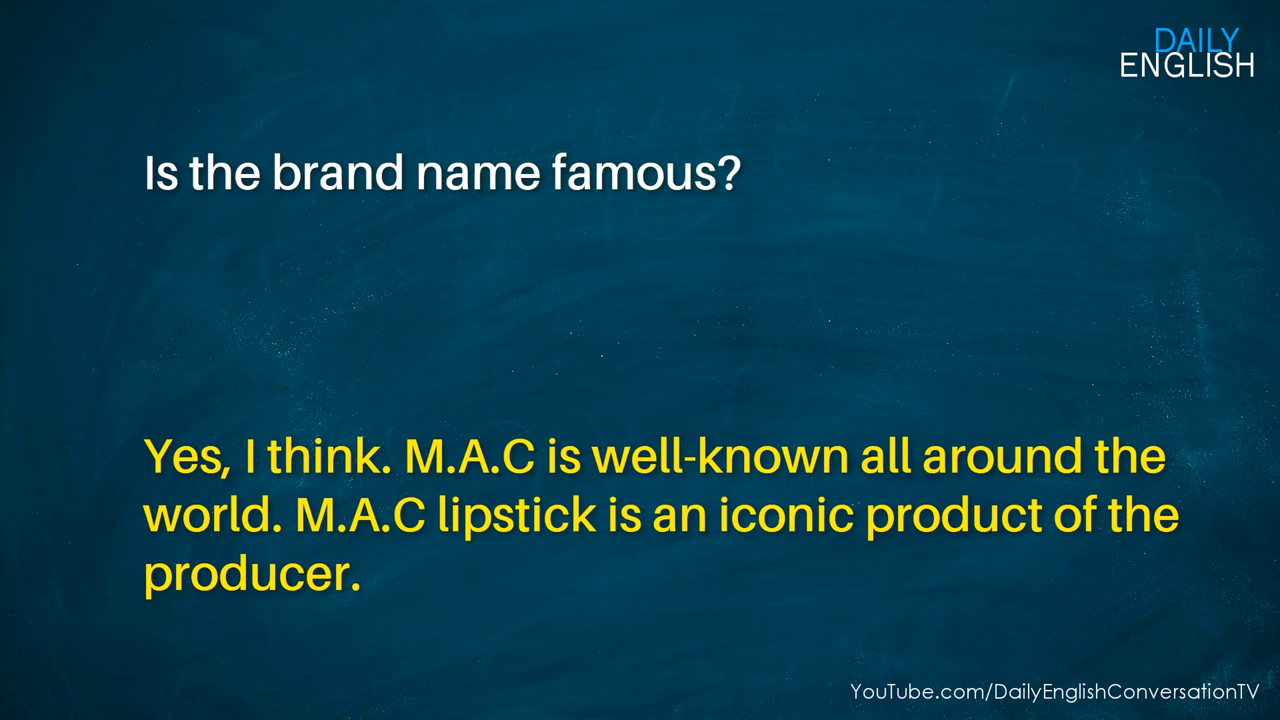 DAILY
ENGLISH
Is the brand name famous?
Yes, I think. M.A.C is well-known all around the
world. M.A.C lipstick is an iconic product of the
producer.
YouTube.com/DailyEnglishConversationTV